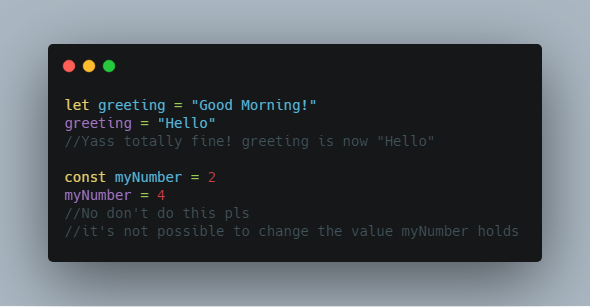 let greeting = "Good Morning!"
greeting = "Hello"
//Yass totally fine! greeting is now "Hello"
const myNumber = 2
myNumber = 4
//No don't do this pls
//it's not possible to change the value myNumber holds